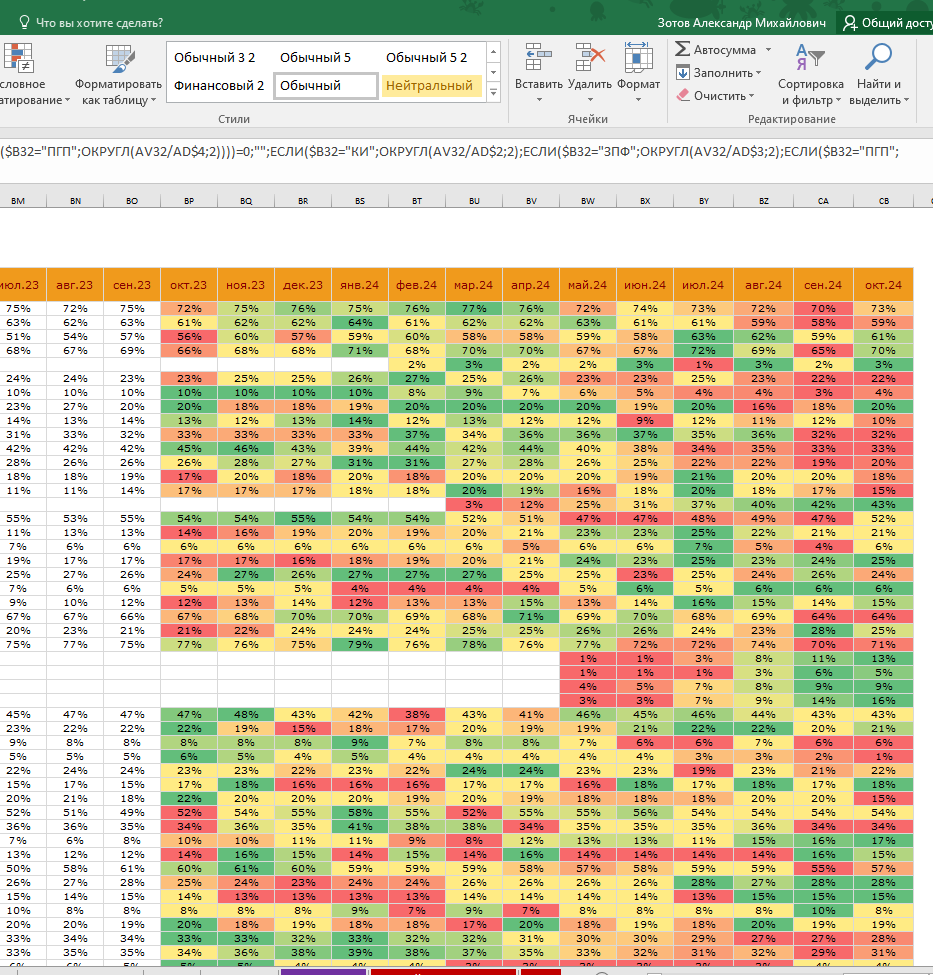 Что вы хотите сделать? Зотов Александр Михайлович Общий досту
словное Форматировать Обычный 3 2 Обычный 5 Обычный 5 2 Вставить Удалить Формат Автосумма Сортировка Найти и
атирование как таблицу Финансовый 2 Обычный Нейтральный Заполнить и фильтр выделить
Очистить
Стили Ячейки Редактирование
($B32="ПГП";ОКРУГЛ(AV32/AD$4;2))))=0;"";ЕСЛИ($B32="КИ";ОКРУГЛ(AV32/AD$2;2);ЕСЛИ($B32="ЗПФ";ОКРУГЛ(AV32/AD$3;2);ЕСЛИ($B32="ПГП";
BM BN BO BP BQ BR BS BT BU BV BW BX BY BZ CA CB
июл.23 авг.23 сен.23 окт.23 ноя.23 дек.23 янв.24 фев.24 мар.24 апр.24 май.24 июн.24 июл.24 авг.24 сен.24 окт.24
75% 72% 75% 72% 75% 76% 75% 76% 77% 76% 72% 74% 73% 72% 70% 73%
63% 62% 63% 61% 62% 62% 64% 61% 62% 62% 63% 61% 61% 59% 58% 59%
51% 54% 57% 56% 60% 57% 59% 60% 58% 58% 59% 58% 63% 62% 59% 61%
68% 67% 69% 66% 68% 68% 71% 68% 70% 70% 67% 67% 72% 69% 65% 70%
2% 3% 2% 2% 3% 1% 3% 2% 3%
24% 24% 23% 23% 25% 25% 26% 27% 25% 26% 23% 23% 25% 23% 22% 22%
10% 10% 10% 10% 10% 10% 10% 8% 9% 7% 6% 5% 4% 4% 3% 4%
23% 27% 20% 20% 18% 18% 19% 20% 20% 20% 20% 19% 20% 16% 18% 20%
14% 13% 14% 13% 12% 13% 14% 12% 13% 12% 12% 9% 12% 11% 12% 10%
31% 33% 32% 33% 33% 33% 33% 37% 34% 36% 36% 37% 35% 36% 32% 32%
42% 42% 42% 45% 46% 43% 39% 44% 42% 44% 40% 38% 34% 35% 33% 33%
28% 26% 26% 26% 28% 27% 31% 31% 27% 28% 26% 25% 22% 22% 19% 20%
18% 18% 19% 17% 20% 18% 20% 18% 20% 20% 20% 19% 21% 20% 20% 18%
11% 11% 14% 17% 17% 17% 18% 18% 20% 19% 16% 18% 20% 18% 17% 15%
3% 12% 25% 31% 37% 40% 42% 43%
55% 53% 55% 54% 54% 55% 54% 54% 52% 51% 47% 47% 48% 49% 47% 52%
11% 13% 13% 14% 16% 19% 20% 19% 20% 21% 23% 23% 25% 22% 21% 21%
7% 6% 6% 6% 6% 6% 6% 6% 6% 5% 6% 6% 7% 5% 4% 6%
19% 17% 17% 17% 17% 16% 18% 19% 20% 21% 24% 23% 25% 23% 24% 25%
25% 27% 26% 24% 27% 26% 27% 27% 27% 25% 25% 23% 25% 24% 26% 24%
7% 6% 6% 5% 5% 5% 4% 4% 4% 4% 5% 6% 5% 6% 6% 6%
9% 10% 12% 12% 13% 14% 12% 13% 13% 15% 13% 14% 16% 15% 14% 15%
67% 67% 66% 67% 68% 70% 70% 69% 68% 71% 69% 70% 68% 69% 64% 64%
20% 23% 21% 21% 22% 24% 24% 24% 25% 25% 26% 26% 24% 23% 28% 25%
75% 77% 75% 77% 76% 75% 79% 76% 78% 76% 77% 72% 72% 74% 70% 71%
1% 1% 3% 8% 11% 13%
1% 1% 1% 3% 6% 5%
4% 5% 7% 8% 9% 9%
3% 3% 7% 9% 14% 16%
45% 47% 47% 47% 48% 43% 42% 38% 43% 41% 46% 45% 46% 44% 43% 43%
23% 22% 22% 22% 19% 15% 18% 17% 20% 19% 19% 21% 22% 22% 20% 21%
9% 8% 8% 8% 8% 8% 9% 7% 8% 8% 7% 6% 6% 7% 6% 6%
5% 5% 5% 6% 5% 4% 5% 4% 4% 4% 4% 4% 3% 3% 2% 1%
22% 24% 24% 23% 23% 22% 23% 22% 24% 24% 23% 23% 19% 23% 21% 22%
17% 15% 15% 17% 18% 16% 16% 16% 17% 17% 16% 18% 17% 18% 17% 18%
20% 21% 18% 22% 20% 20% 20% 19% 20% 19% 18% 18% 18% 20% 20% 15%
52% 51% 49% 52% 54% 55% 58% 55% 52% 55% 55% 56% 54% 54% 54% 54%
36% 36% 35% 34% 36% 35% 41% 38% 38% 34% 35% 35% 35% 36% 34% 34%
7% 6% 8% 10% 10% 11% 11% 9% 8% 12% 13% 13% 11% 15% 16% 17%
13% 12% 12% 14% 16% 15% 14% 15% 14% 16% 14% 14% 14% 14% 16% 15%
50% 58% 61% 60% 61% 60% 59% 59% 59% 58% 57% 58% 59% 59% 55% 57%
26% 27% 28% 25% 24% 23% 24% 24% 26% 26% 26% 26% 28% 27% 28% 28%
15% 14% 15% 14% 13% 13% 13% 13% 14% 14% 14% 14% 13% 15% 15% 15%
10% 8% 8% 8% 8% 8% 9% 7% 9% 7% 8% 8% 8% 8% 10% 8%
20% 20% 19% 20% 18% 19% 18% 18% 17% 20% 18% 19% 18% 20% 19% 19%
33% 34% 34% 33% 33% 32% 33% 32% 32% 31% 30% 30% 29% 27% 27% 28%
33% 35% 35% 34% 36% 38% 39% 38% 37% 35% 33% 35% 32% 32% 29% 31%